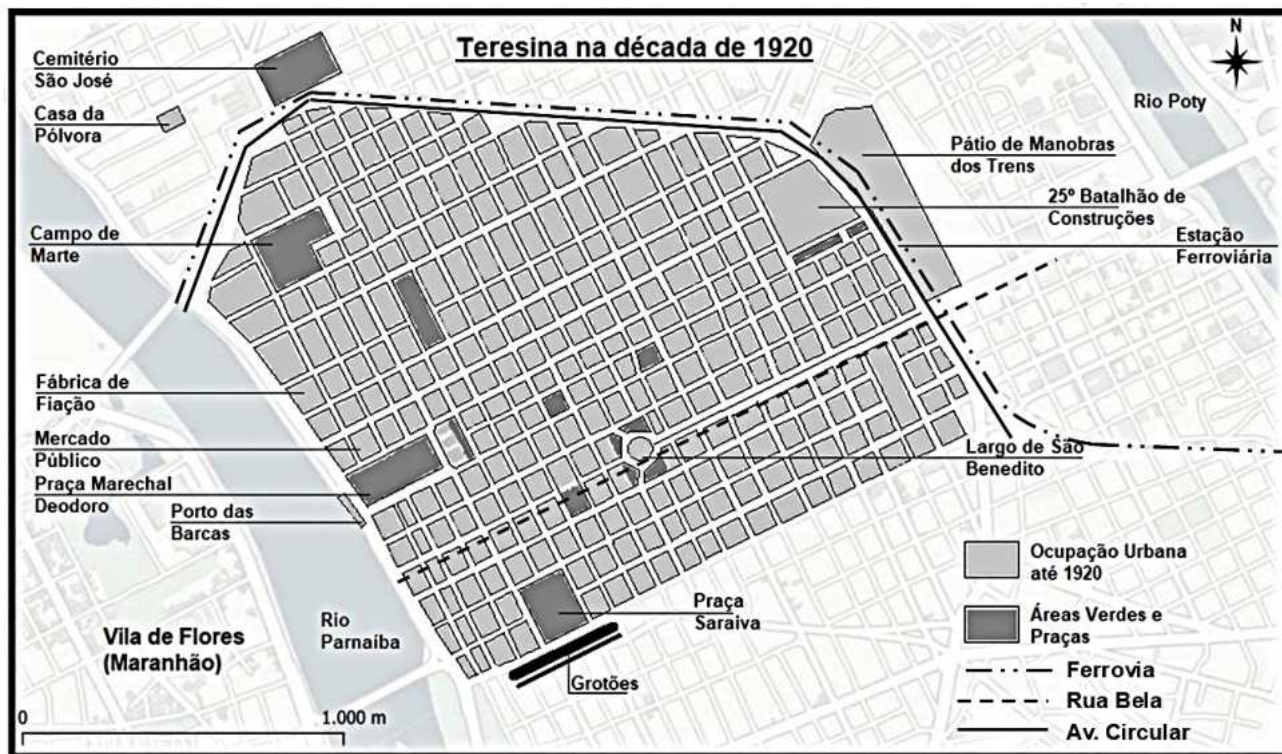 Teresina na década de 1920
N
Cemitério
São José
Casa da
Pólvora
Rio Poty
Pátio de Manobras
dos Trens
25º Batalhão de
Construções
Estação
Ferroviária
Campo de
Marte
Fábrica de
Fiação
Mercado
Público
Praça Marechal
Deodoro
Porto das
Barcas
Largo de São
Benedito
Praça
Saraiva
Rio
Parnaíba
Vila de Flores
(Maranhão)
Grotões
0 1.000 m
Ocupação Urbana
até 1920
Áreas Verdes e
Praças
Ferrovia
Rua Bela
Av. Circular